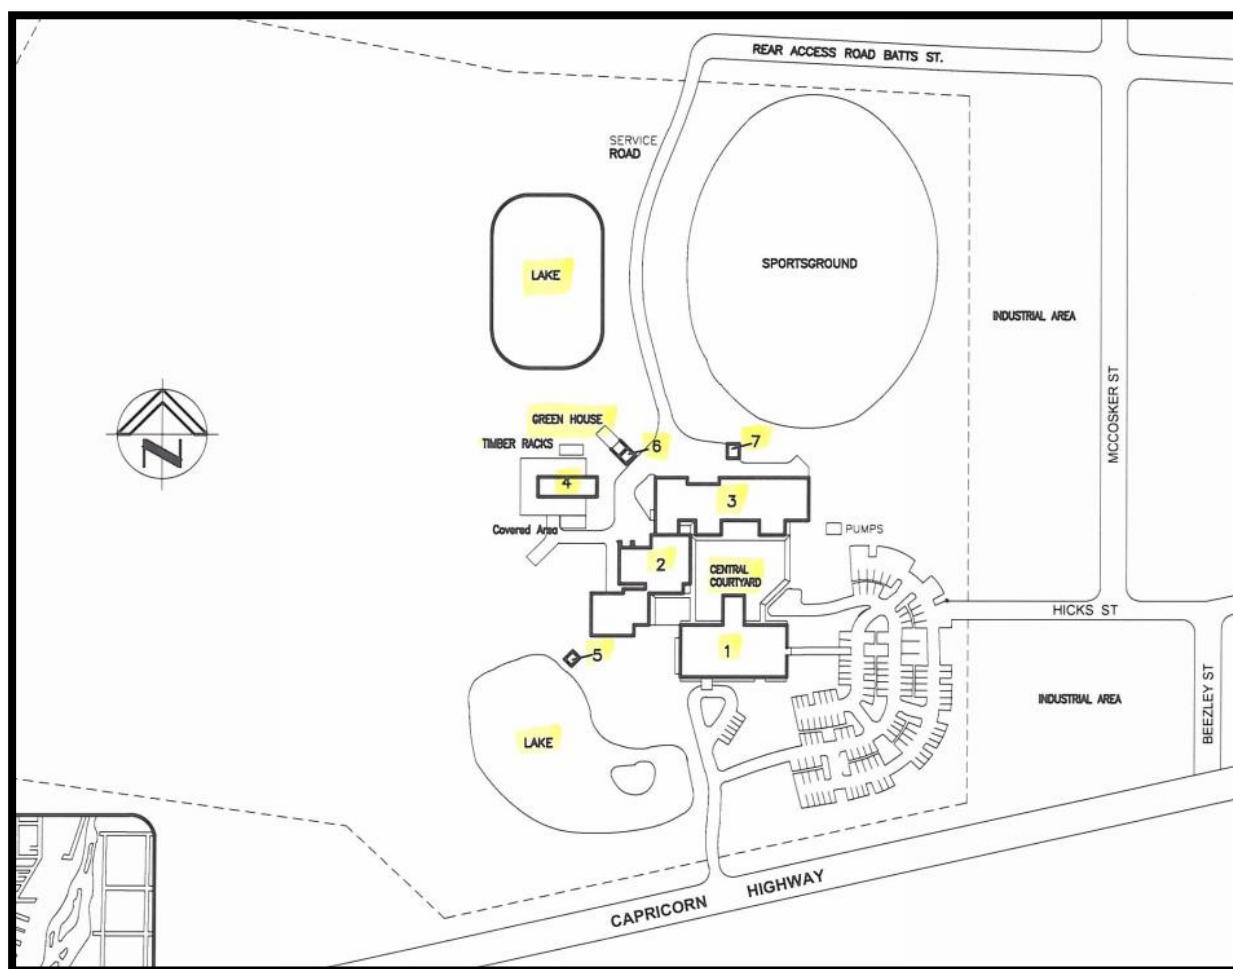 REAR ACCESS ROAD BATTS ST.
SERVICE
ROAD
LAKE
SPORTSGROUND
INDUSTRIAL AREA
MCCOSKER ST
GREEN HOUSE
TIMBER RACKS
6
7
4
3
Covered Area
PUMPS
2
CENTRAL
COURTYARD
HICKS ST
1
5
INDUSTRIAL AREA
BEEZLEY ST
LAKE
CAPRICORN HIGHWAY
N